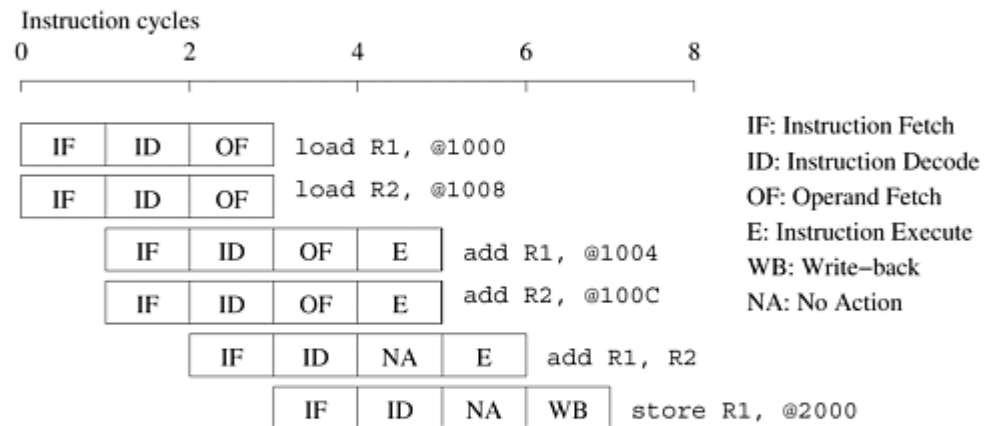 Instruction cycles
0 2 4 6 8
IF ID OF load R1, @1000
IF ID OF load R2, @1008
IF ID OF E add R1, @1004
IF ID OF E add R2, @100C
IF ID NA E add R1, R2
IF ID NA WB store R1, @2000
IF: Instruction Fetch
ID: Instruction Decode
OF: Operand Fetch
E: Instruction Execute
WB: Write−back
NA: No Action